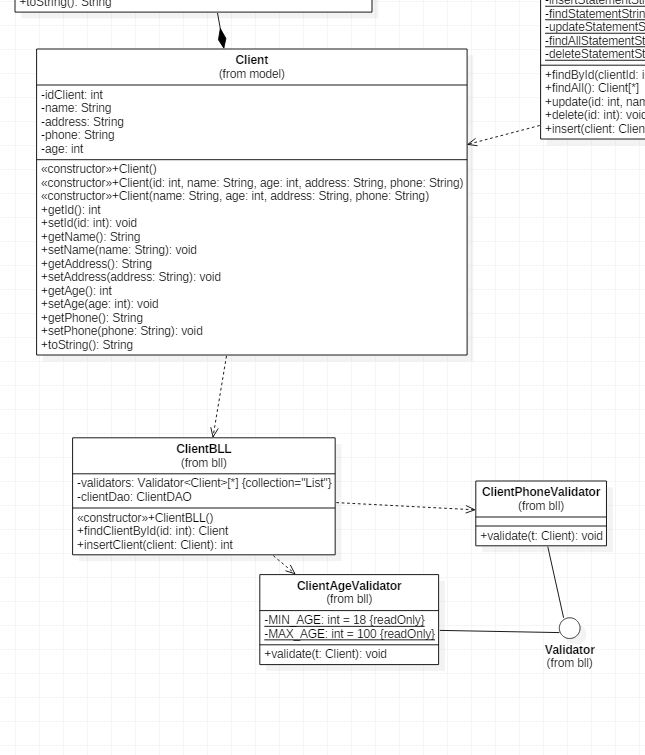 +toString(): String
-insertStatementS
-findStatementStrin
-updateStatementS
-findAllStatementSt
-deleteStatementSt
+findById(clientId: i
+findAll(): Client[*]
+update(id: int, nam
+delete(id: int): void
+insert(client: Clien
Client
(from model)
-idClient: int
-name: String
-address: String
-phone: String
-age: int
«constructor»+Client()
«constructor»+Client(id: int, name: String, age: int, address: String, phone: String)
«constructor»+Client(name: String, age: int, address: String, phone: String)
+getId(): int
+setId(id: int): void
+getName(): String
+setName(name: String): void
+getAddress(): String
+setAddress(address: String): void
+getAge(): int
+setAge(age: int): void
+getPhone(): String
+setPhone(phone: String): void
+toString(): String
ClientBLL
(from bll)
-validators: Validator<Client>[*] {collection="List"}
-clientDao: ClientDAO
«constructor»+ClientBLL()
+findClientById(id: int): Client
+insertClient(client: Client): int
ClientPhoneValidator
(from bll)
+validate(t: Client): void
ClientAgeValidator
(from bll)
-MIN_AGE: int = 18 {readOnly}
-MAX_AGE: int = 100 {readOnly}
+validate(t: Client): void
Validator
(from bll)